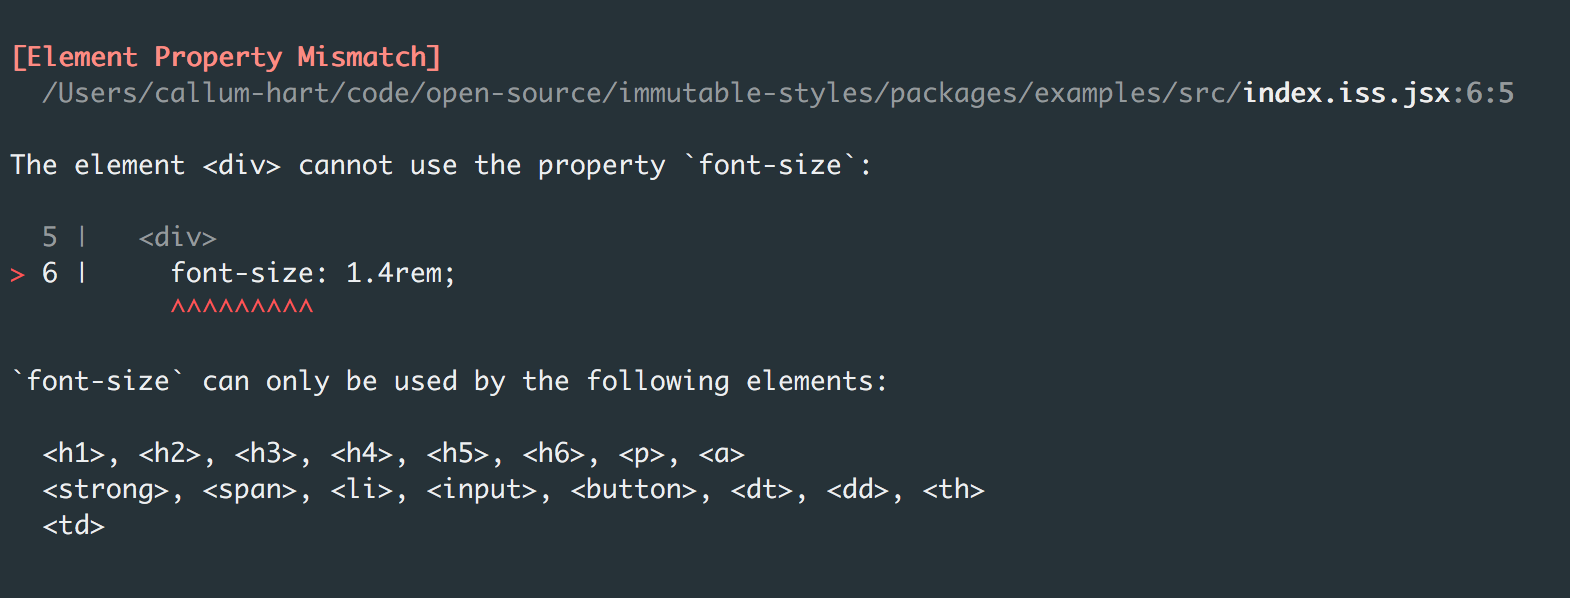 [Element Property Mismatch]
/Users/callum-hart/code/open-source/immutable-styles/packages/examples/src/index.iss.jsx:6:5
The element <div> cannot use the property `font-size`:
5 |   <div>
> 6 |     font-size: 1.4rem;
^^^^^^^^^
`font-size` can only be used by the following elements:
<h1>, <h2>, <h3>, <h4>, <h5>, <h6>, <p>, <a>
<strong>, <span>, <li>, <input>, <button>, <dt>, <dd>, <th>
<td>